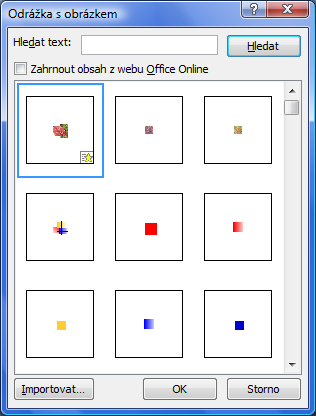 Odrážka s obrázkem
Hledat text:
Hledat
Zahrnout obsah z webu Office Online
Importovat...
OK
Storno